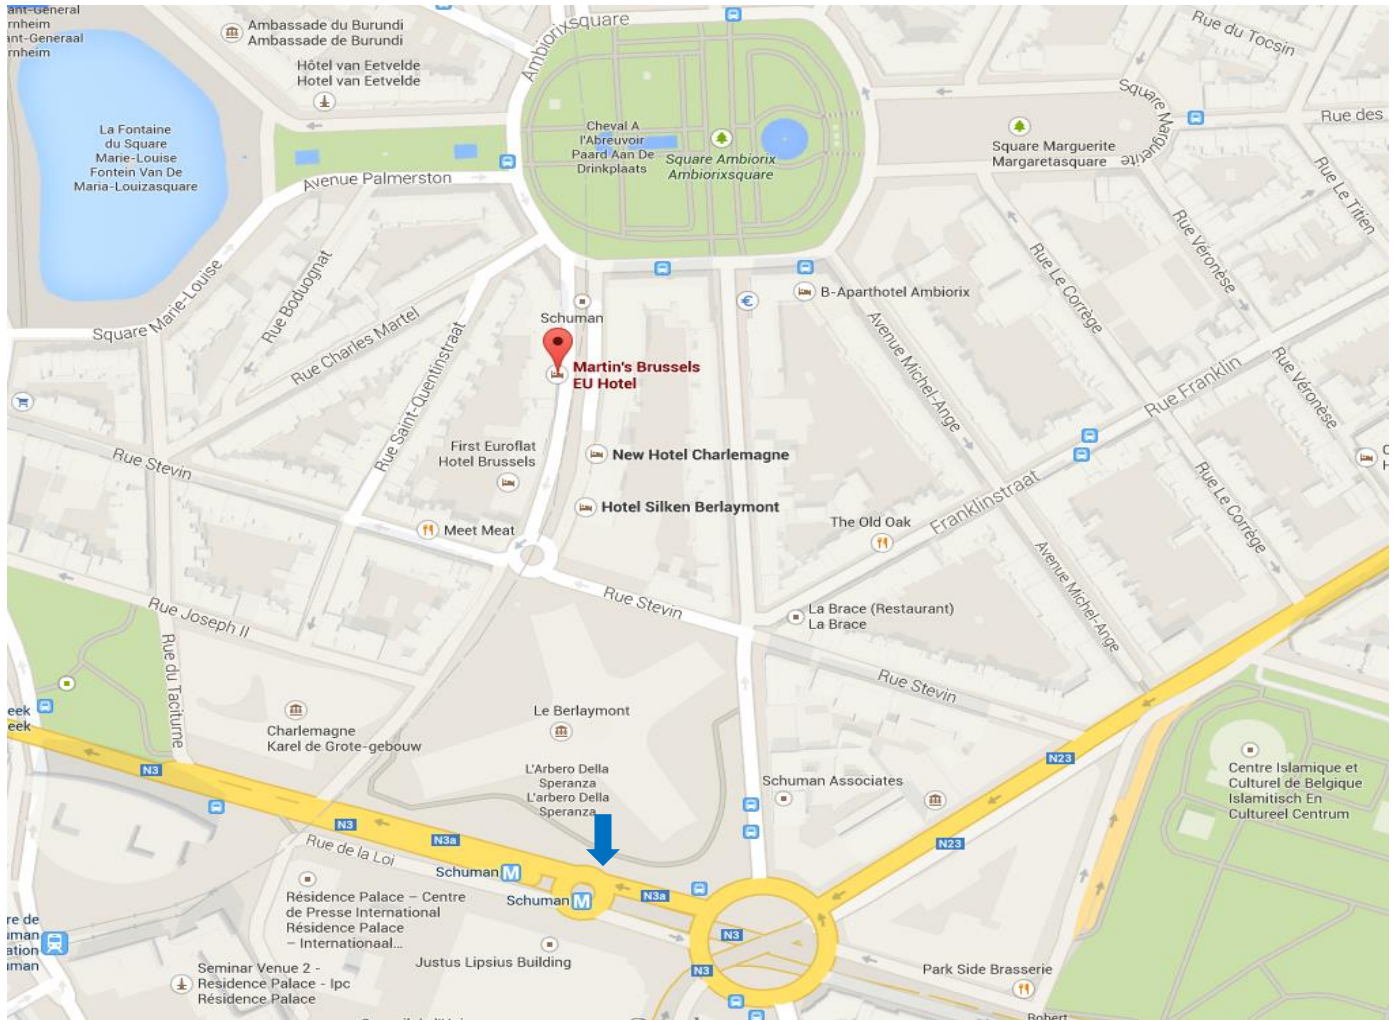 ant-General
rnheim
ant-Generaal
rnheim
Ambassade du Burundi
Ambassade de Burundi
Hôtel van Eetvelde
Hotel van Eetvelde
Ambiorixsquare
Rue du Tocsin
Square Marguerite
Rue des
La Fontaine
du Square
Marie-Louise
Fontein Van De
Maria-Louizasquare
Cheval A
l'Abreuvoir
Paard Aan De
Drinkplaats
Square Ambiorix
Ambiorixsquare
Square Marguerite
Margaretasquare
Avenue Palmerston
Rue Le Titien
Rue Véronèse
Rue Le Corrège
Rue Boduognat
Square Marie-Louise
Schuman
€
B-Aparthotel Ambiorix
Rue Charles Martel
Rue Saint-Quentinstraat
Martin's Brussels
EU Hotel
Avenue Michel-Ange
Rue Franklin
Rue Véronèse
Rue Stevin
First Euroflat
Hotel Brussels
New Hotel Charlemagne
C
H
Hotel Silken Berlaymont
Meet Meat
The Old Oak
Franklinstraat
Rue Le Corrège
Avenue Michel-Ange
Rue Stevin
Rue Joseph II
La Brace (Restaurant)
La Brace
Rue du Taciturne
Rue Stevin
eek
eek
Charlemagne
Karel de Grote-gebouw
Le Berlaymont
L'Arbero Della
Speranza
L'arbero Della
Speranza
N3
N23
Schuman Associates
Centre Islamique et
Culturel de Belgique
Islamitisch En
Cultureel Centrum
N3
N3a
N23
Rue de la Loi
Schuman M
Schuman M
N3a
Résidence Palace – Centre
de Presse International
Résidence Palace
– Internationaal...
N3
N3
re de
uman
ation
uman
Justus Lipsius Building
Park Side Brasserie
Seminar Venue 2 -
Residence Palace - Ipc
Résidence Palace
Robert